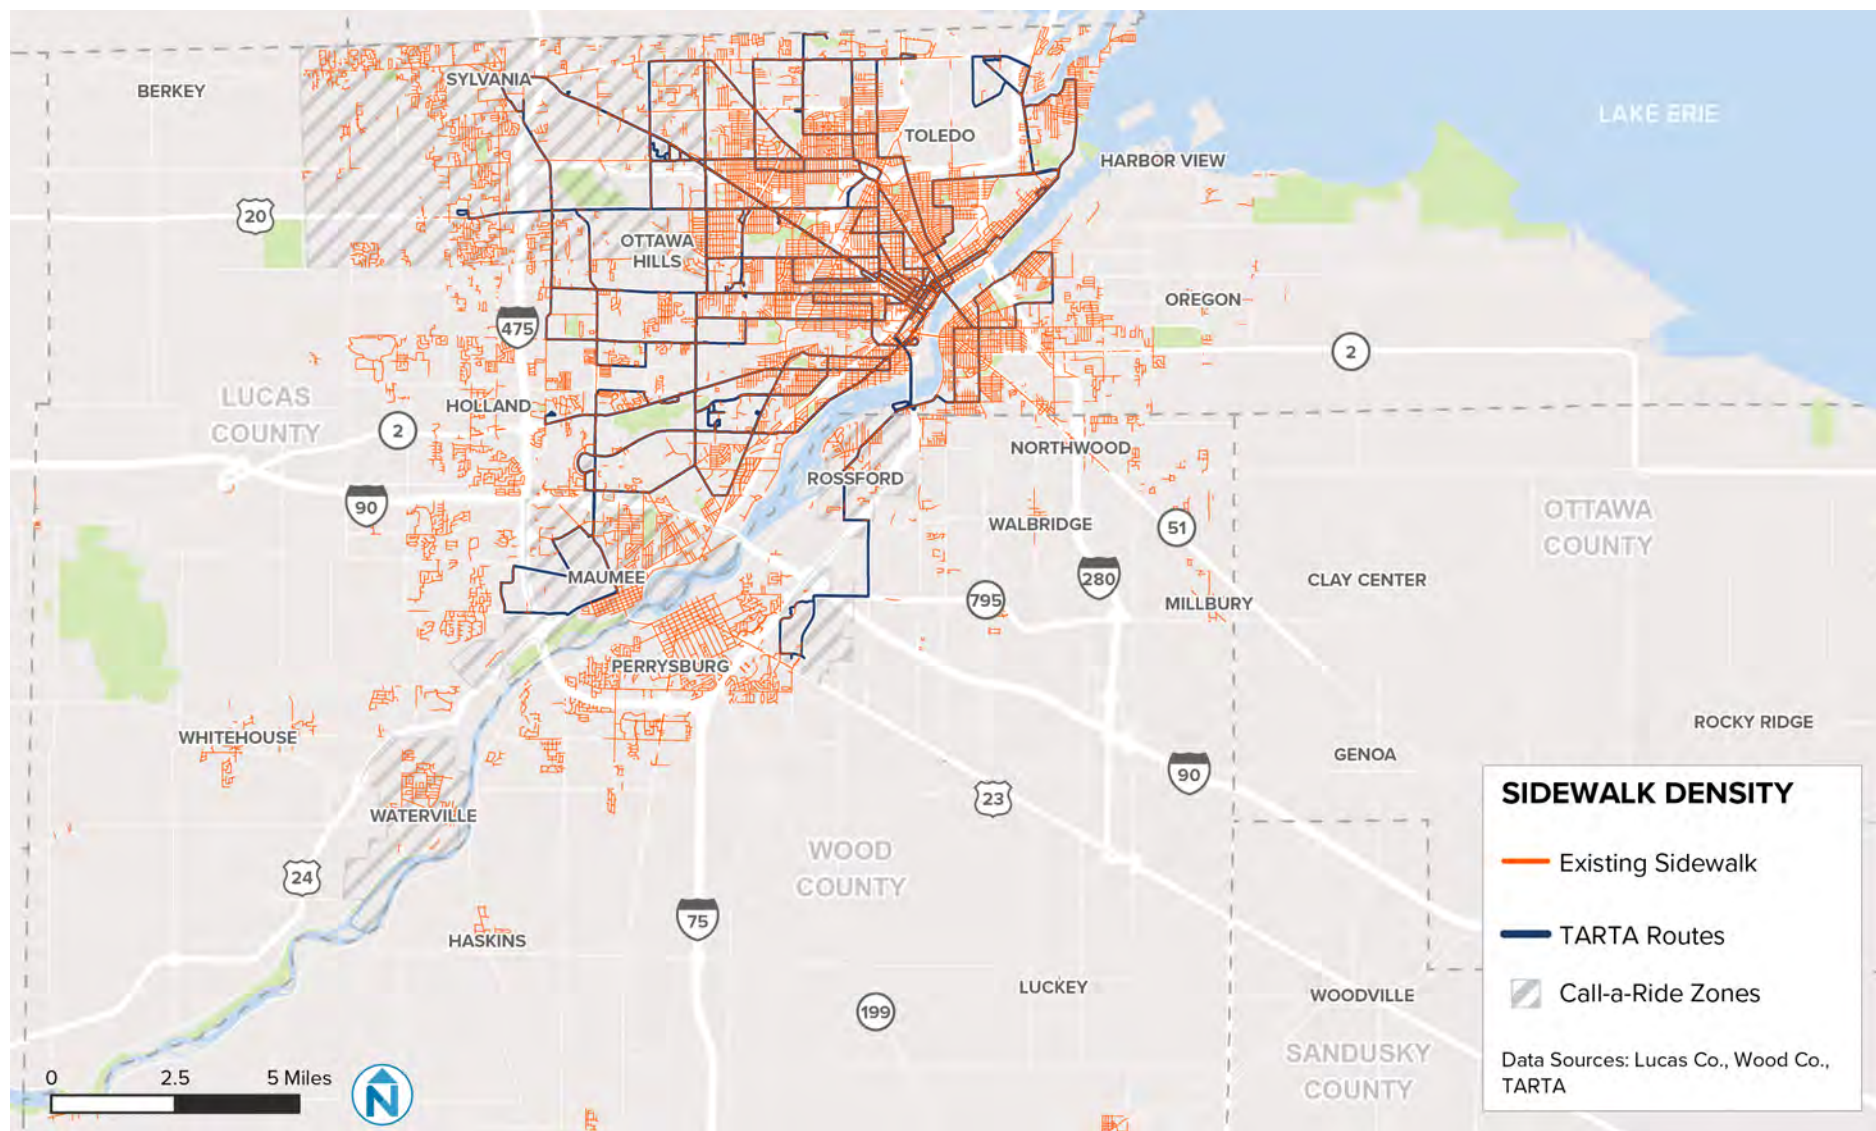 BERKEY
SYLVANIA
TOLEDO
LAKE ERIE
HARBOR VIEW
20
OTTAWA
HILLS
OREGON
475
2
LUCAS
COUNTY
HOLLAND
2
NORTHWOOD
ROSSFORD
90
WALBRIDGE
51
OTTAWA
COUNTY
MAUMEE
280
CLAY CENTER
795
MILLBURY
PERRYSBURG
WHITEHOUSE
ROCKY RIDGE
GENOA
90
23
WATERVILLE
WOOD
COUNTY
24
75
HASKINS
LUCKEY
WOODVILLE
199
SANDUSKY
COUNTY
SIDEWALK DENSITY
Existing Sidewalk
TARTA Routes
Call-a-Ride Zones
Data Sources: Lucas Co., Wood Co.,
TARTA
0 2.5 5 Miles
N